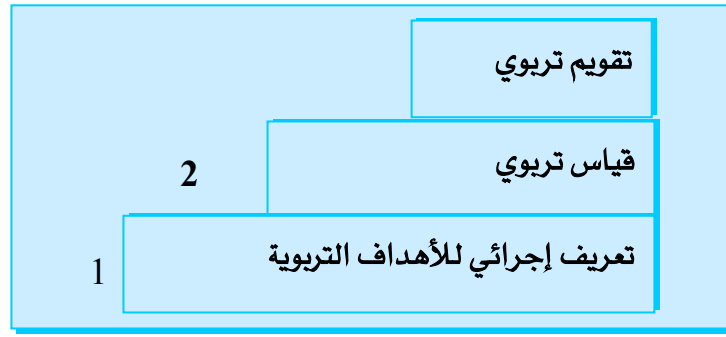 تقويم تربوي
قياس تربوي
2
تعريف إجرائي للأهداف التربوية
1